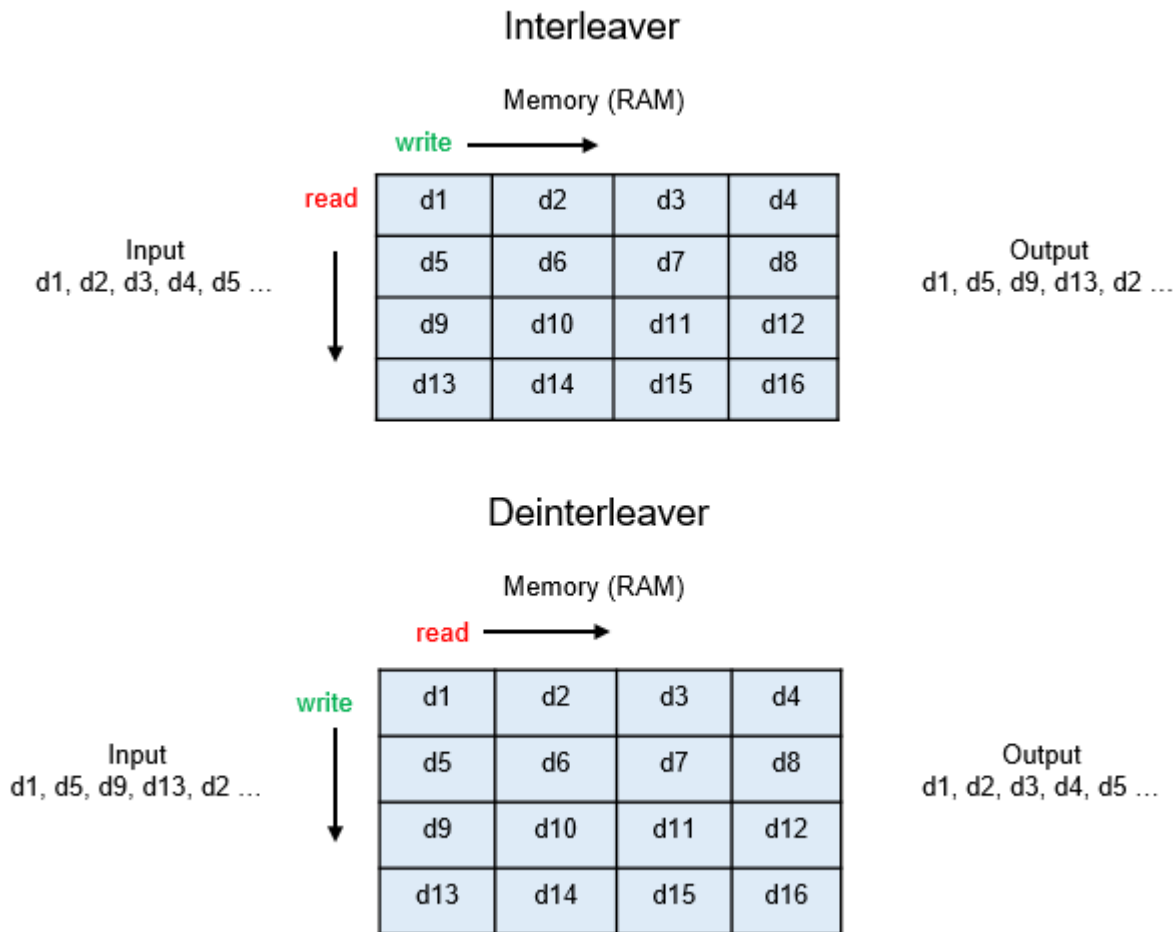 Interleaver
Memory (RAM)
write
read
d1 d2 d3 d4
Input
d1, d2, d3, d4, d5 ...
d5 d6 d7 d8
Output
d1, d5, d9, d13, d2 ...
d9 d10 d11 d12
d13 d14 d15 d16
Deinterleaver
Memory (RAM)
read
write
d1 d2 d3 d4
Input
d1, d5, d9, d13, d2 ...
d5 d6 d7 d8
Output
d1, d2, d3, d4, d5 ...
d9 d10 d11 d12
d13 d14 d15 d16